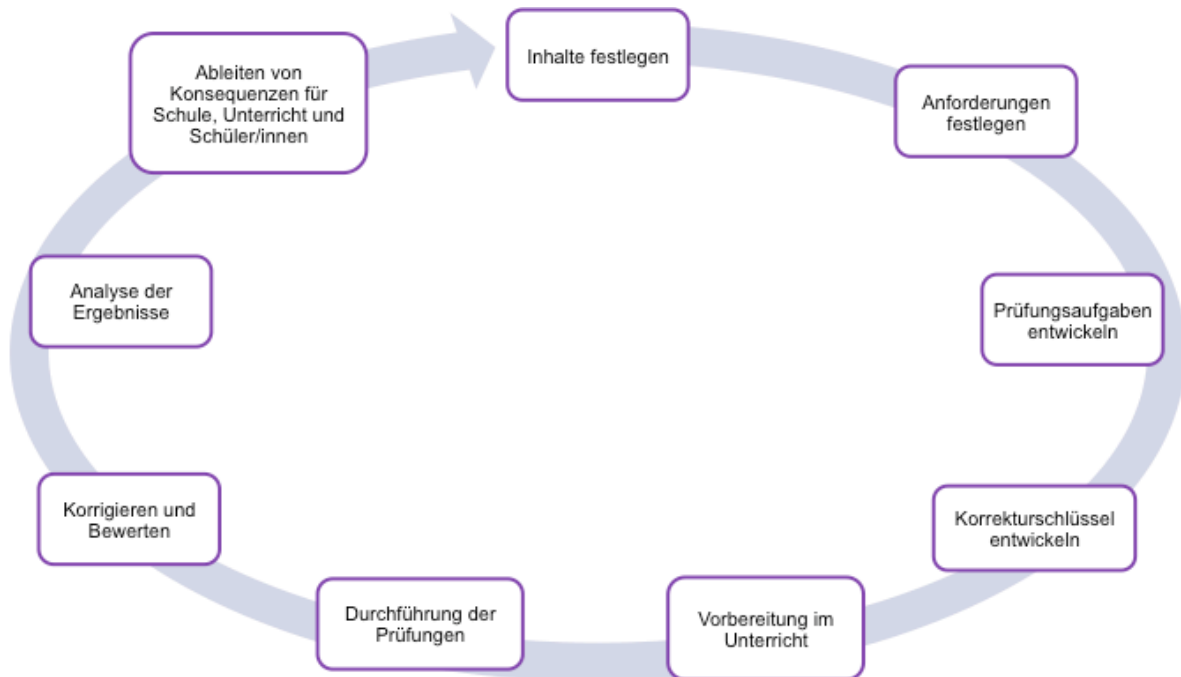 Inhalte festlegen
Anforderungen
festlegen
Prüfungsaufgaben
entwickeln
Korrekturschlüssel
entwickeln
Vorbereitung im
Unterricht
Durchführung der
Prüfungen
Korrigieren und
Bewerten
Analyse der
Ergebnisse
Ableiten von
Konsequenzen für
Schule, Unterricht und
Schüler/innen